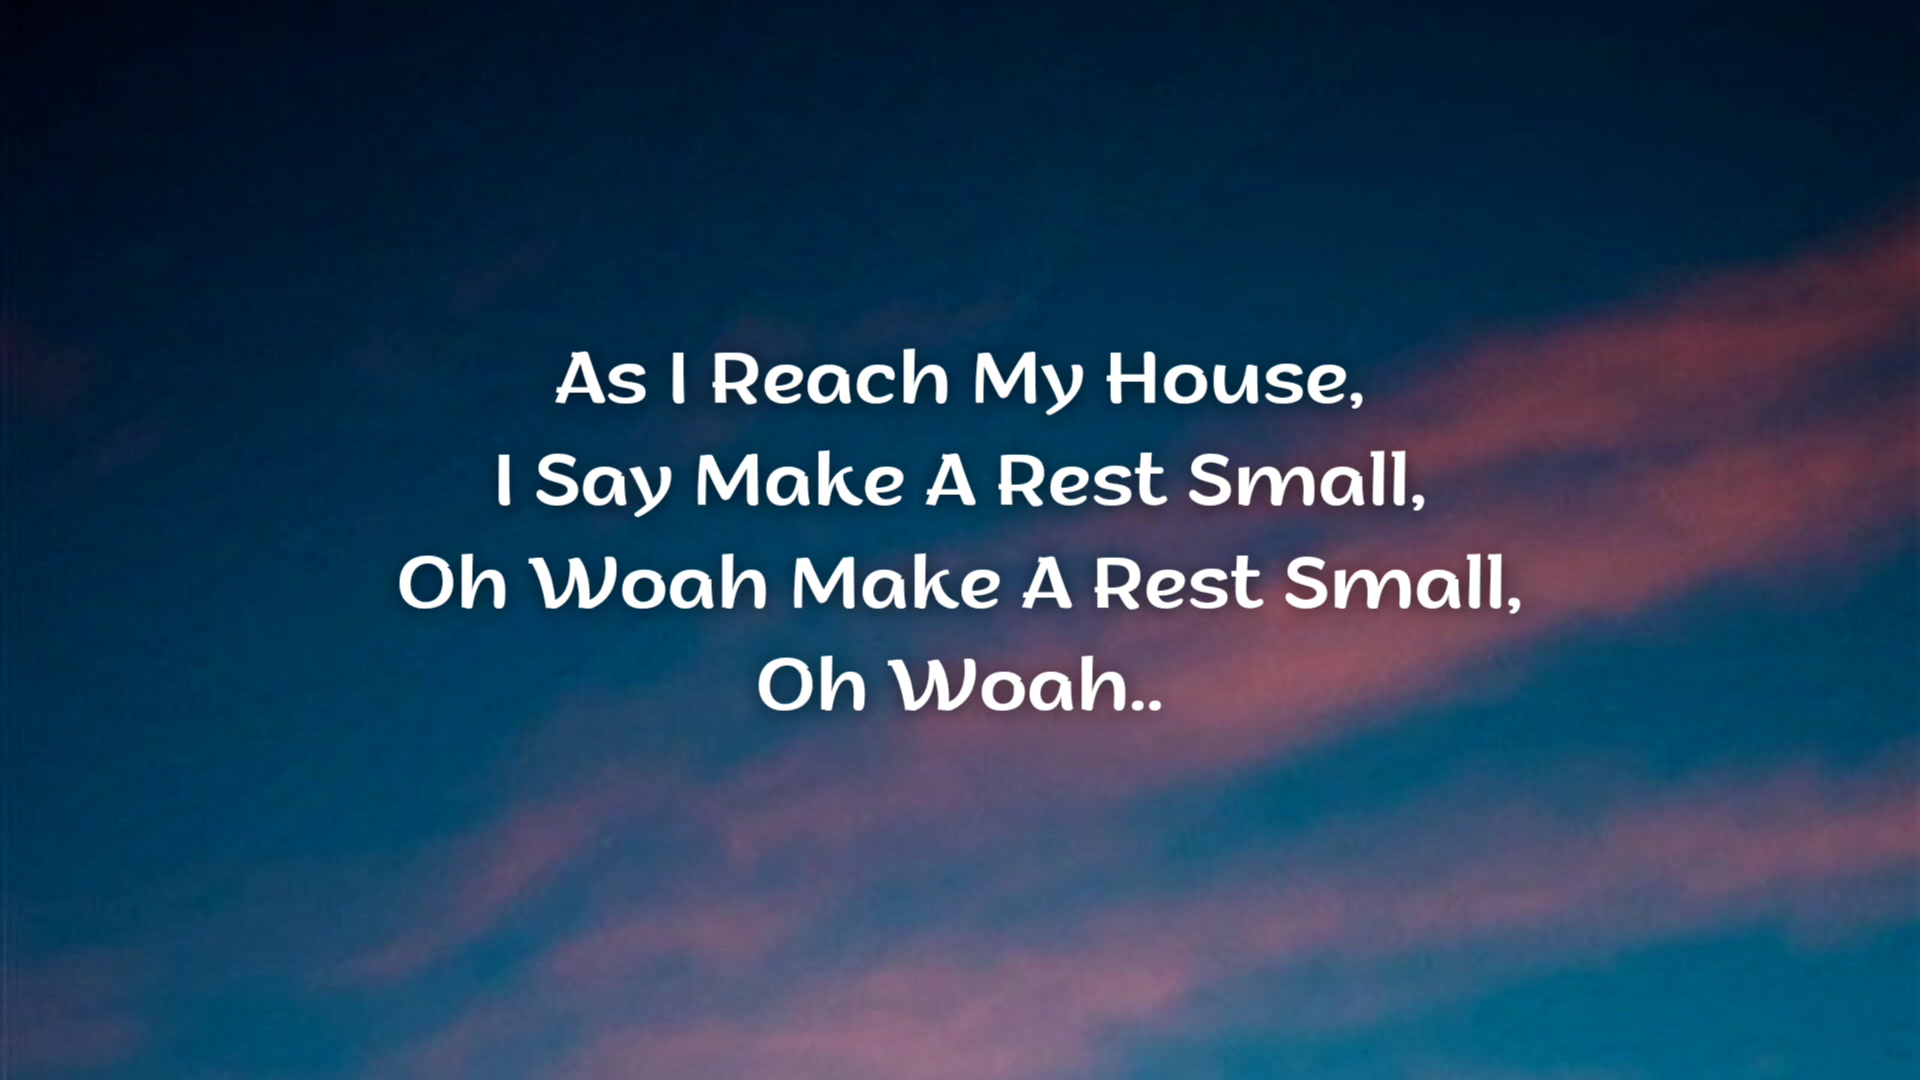 As I Reach My House,
I Say Make A Rest Small,
Oh Woah Make A Rest Small,
Oh Woah..